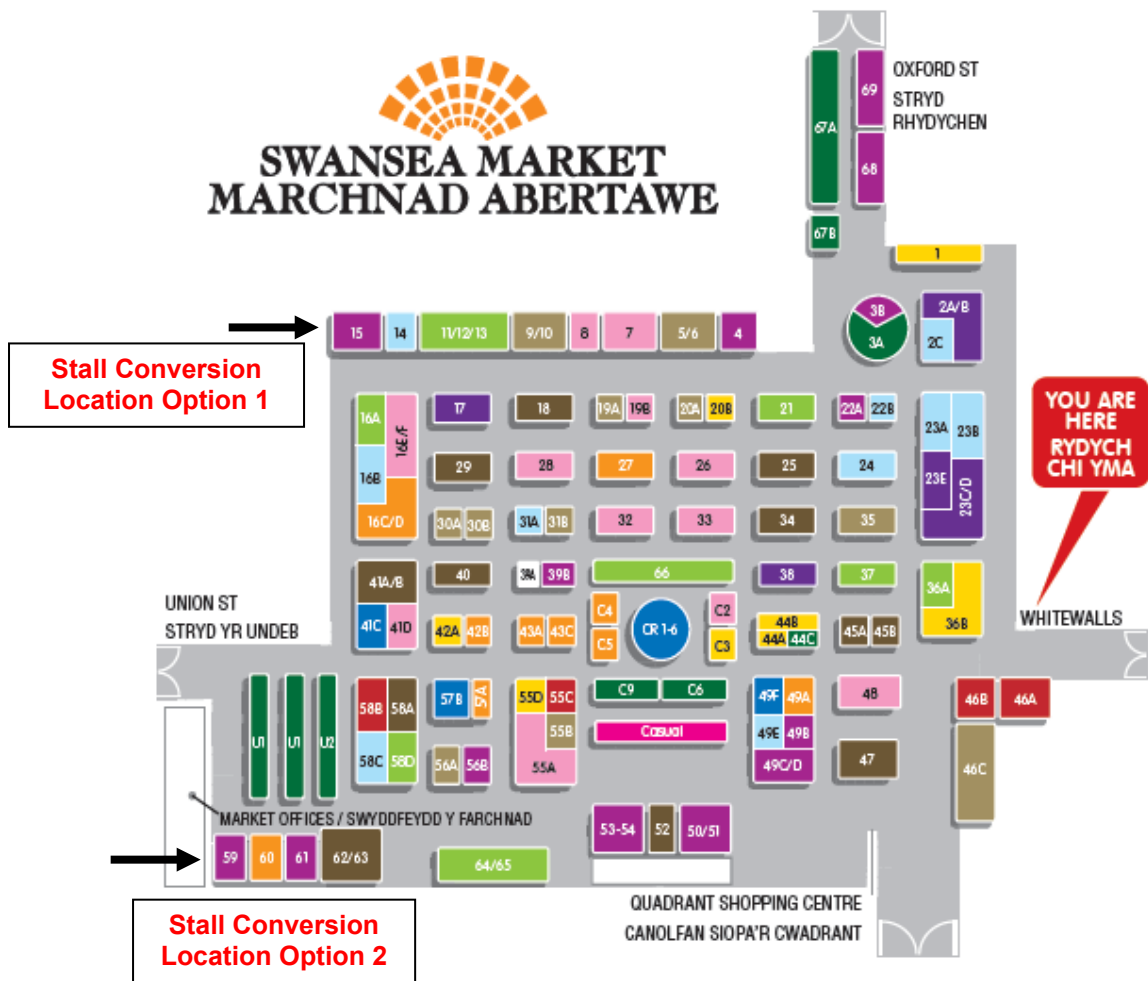 SWANSEA MARKET
MARCHNAD ABERTAWE
OXFORD ST
STRYD
RHYDYCHEN
69
67A
68
67B
1
3B
3A
2A/B
2C
15
14
11/12/13
9/10
8
7
5/6
4
Stall Conversion
Location Option 1
YOU ARE
HERE
RYDYCH
CHI YMA
16A
16E/F
17
18
19A
19B
20A
20B
21
22A
22B
23A
23B
16B
29
28
27
26
25
24
23E
23C/D
16C/D
30A
30B
31A
31B
32
33
34
35
41A/B
40
39A
39B
66
38
37
36A
36B
UNION ST
STRYD YR UNDEB
WHITEWALLS
41C
41D
42A
42B
43A
43C
C4
C5
CR 1-6
C2
C3
44B
44A
44C
45A
45B
U1
U1
U2
58B
58A
57B
57A
55D
55C
C9
C6
49F
49A
48
46B
46A
58C
58D
56A
56B
55B
55A
Casual
49E
49B
49C/D
47
46C
MARKET OFFICES / SWYDDFEYDD Y FARCHNAD
59
60
61
62/63
64/65
53-54
52
50/51
QUADRANT SHOPPING CENTRE
CANOLFAN SIOPA'R CWADRANT
Stall Conversion
Location Option 2